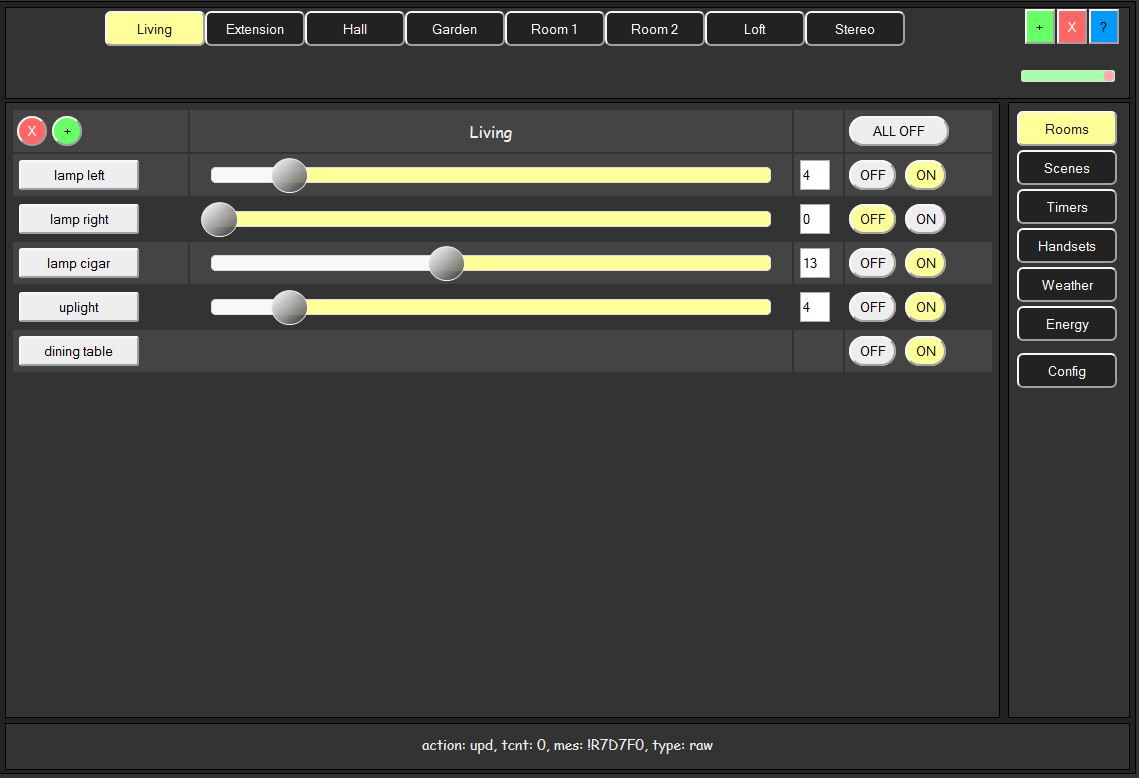 Living Extension Hall Garden Room 1 Room 2 Loft Stereo + X ?
X + Living ALL OFF
lamp left 4 OFF ON
lamp right 0 OFF ON
lamp cigar 13 OFF ON
uplight 4 OFF ON
dining table OFF ON
Rooms
Scenes
Timers
Handsets
Weather
Energy
Config
action: upd, tcnt: 0, mes: !R7D7F0, type: raw